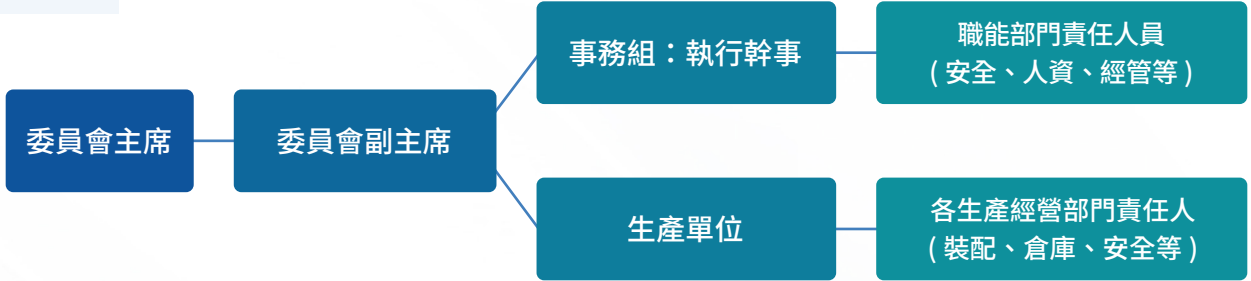 委員會主席
委員會副主席
事務組：執行幹事
職能部門責任人員
( 安全、人資、經管等 )
生產單位
各生產經營部門責任人
( 裝配、倉庫、安全等 )